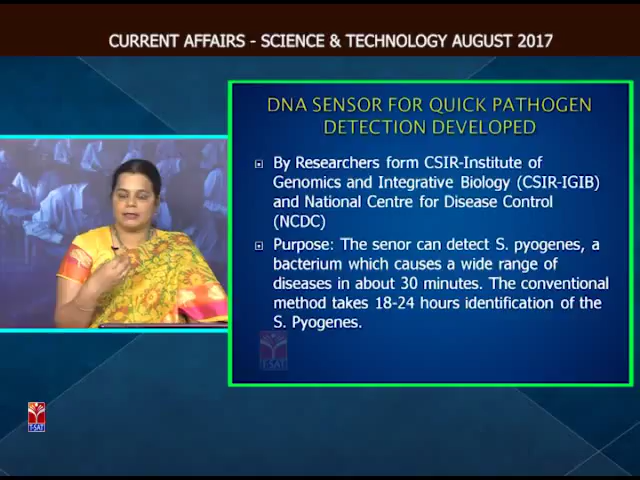 CURRENT AFFAIRS - SCIENCE & TECHNOLOGY AUGUST 2017
DNA SENSOR FOR QUICK PATHOGEN
DETECTION DEVELOPED
By Researchers form CSIR-Institute of
Genomics and Integrative Biology (CSIR-IGIB)
and National Centre for Disease Control
(NCDC)
Purpose: The senor can detect S. pyogenes, a
bacterium which causes a wide range of
diseases in about 30 minutes. The conventional
method takes 18-24 hours identification of the
S. Pyogenes.
T-SAT
T-SAT